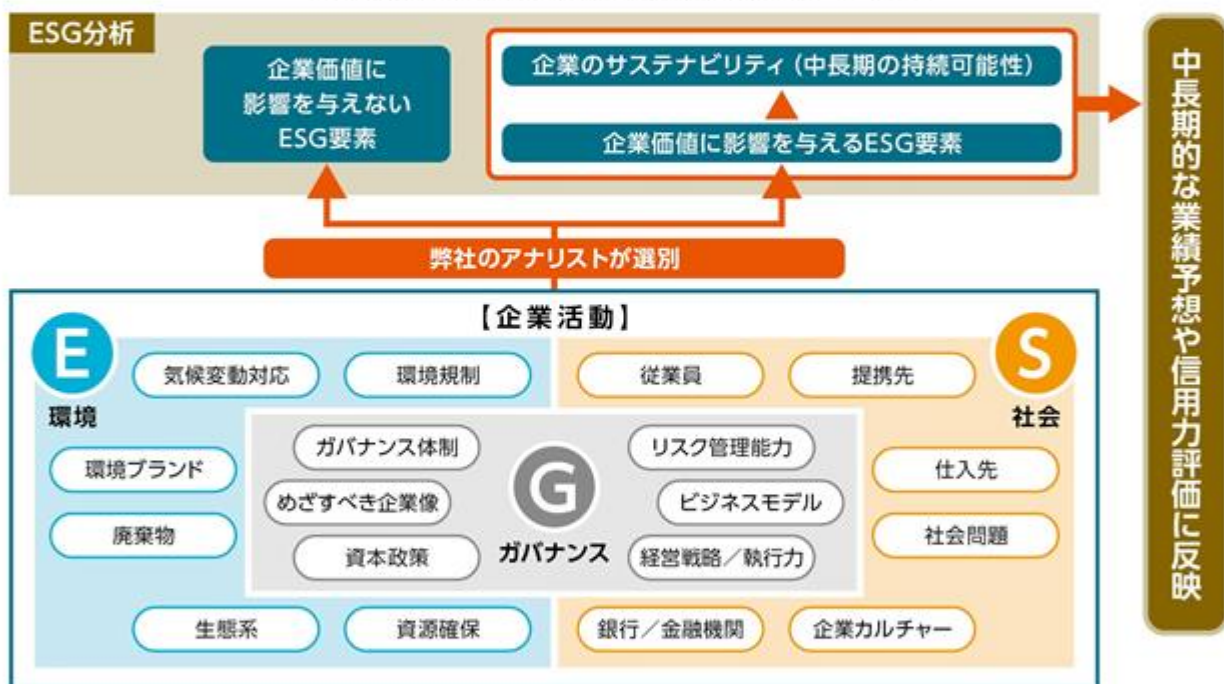 ESG分析
企業価値に
影響を与えない
ESG要素
企業のサステナビリティ(中長期の持続可能性)
企業価値に影響を与えるESG要素
中長期的な業績予想や信用力評価に反映
弊社のアナリストが選別
【企業活動】
E
環境
気候変動対応
環境規制
環境ブランド
廃棄物
生態系
資源確保
G
ガバナンス
ガバナンス体制
めざすべき企業像
資本政策
リスク管理能力
ビジネスモデル
経営戦略/執行力
S
社会
従業員
提携先
仕入先
社会問題
銀行/金融機関
企業カルチャー